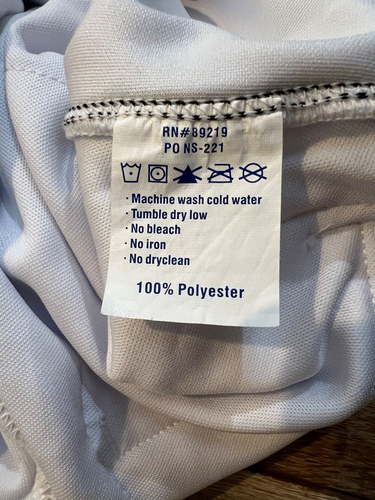 RN#89219
PO NS-221
· Machine wash cold water
· Tumble dry low
· No bleach
· No iron
· No dryclean
100% Polyester